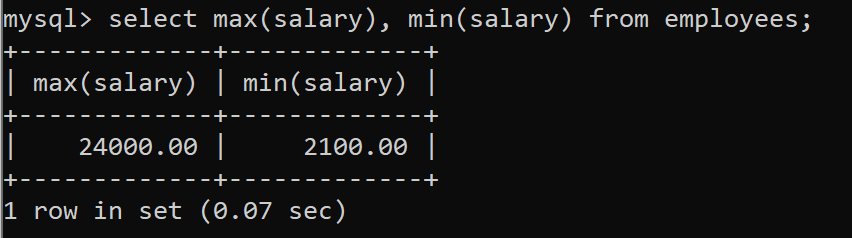 mysql> select max(salary), min(salary) from employees;
+-------------+-------------+
| max(salary) | min(salary) |
+-------------+-------------+
|    24000.00 |     2100.00 |
+-------------+-------------+
1 row in set (0.07 sec)